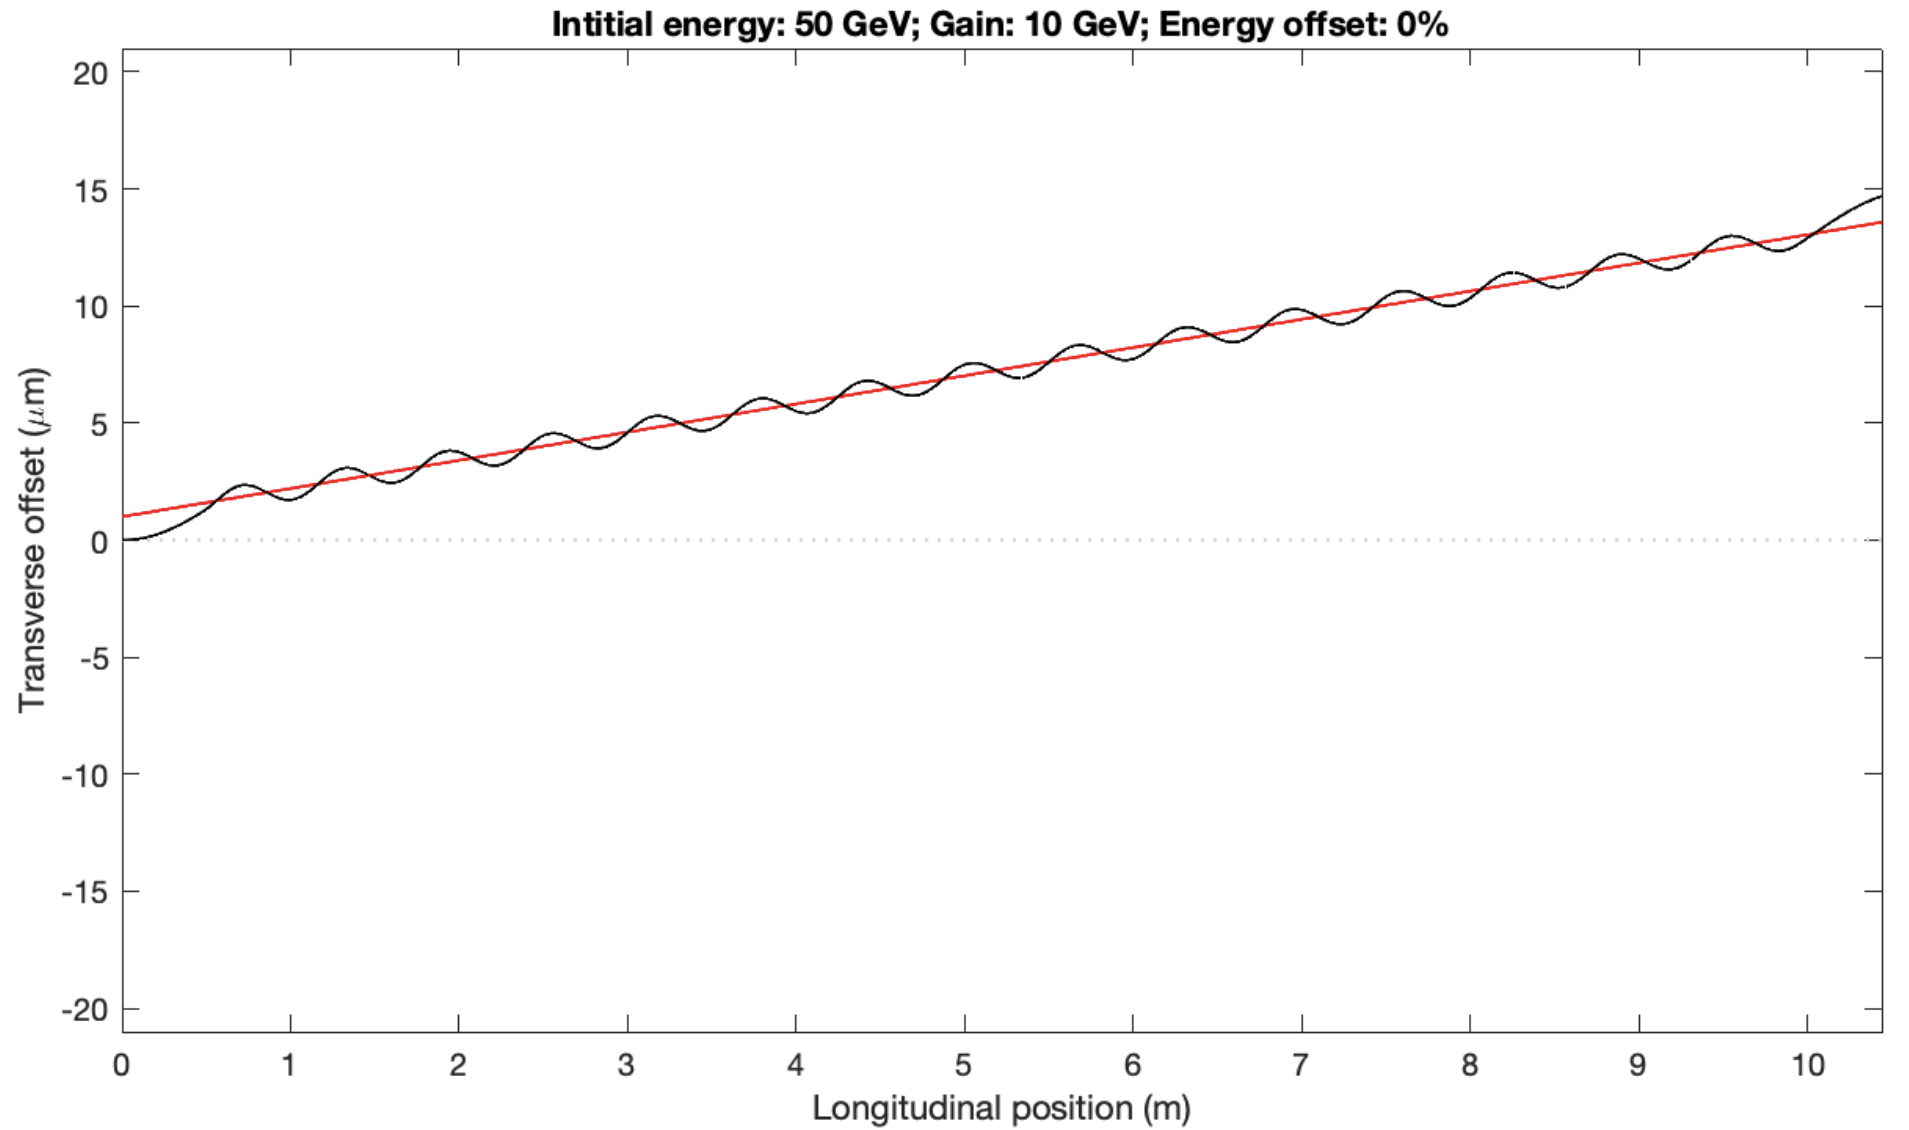 Intitial energy: 50 GeV; Gain: 10 GeV; Energy offset: 0%
20
15
10
5
0
-5
-10
-15
-20
Transverse offset (μm)
0 1 2 3 4 5 6 7 8 9 10
Longitudinal position (m)